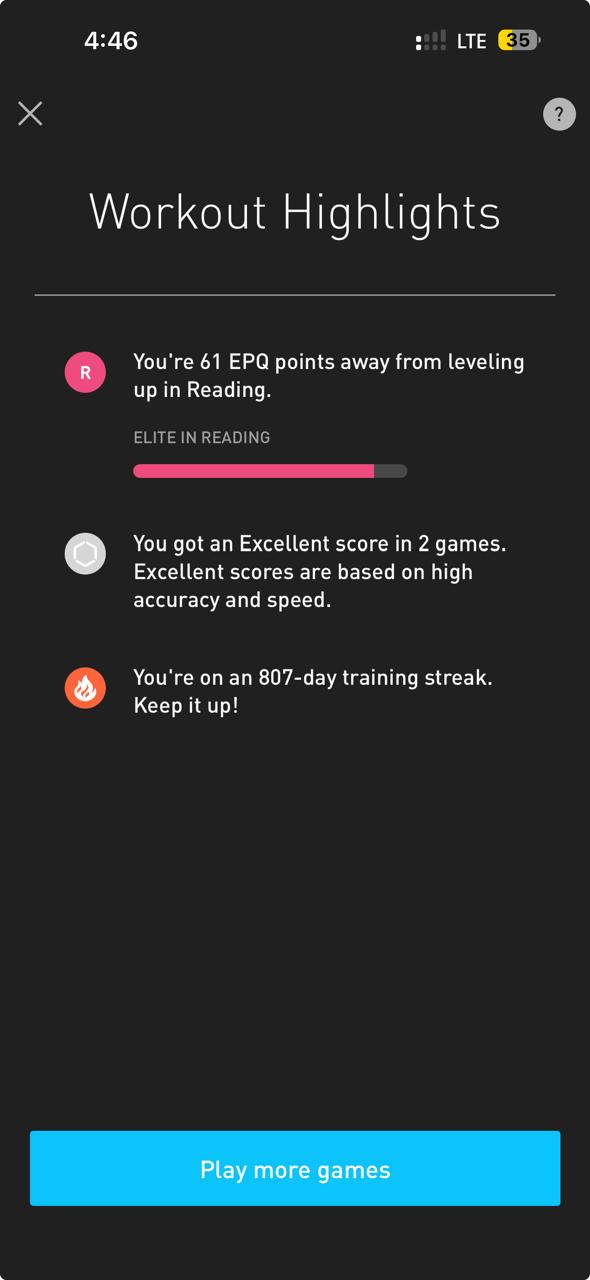 4:46
LTE
35
?
Workout Highlights
R
You're 61 EPQ points away from leveling
up in Reading.
ELITE IN READING
You got an Excellent score in 2 games.
Excellent scores are based on high
accuracy and speed.
You're on an 807-day training streak.
Keep it up!
Play more games